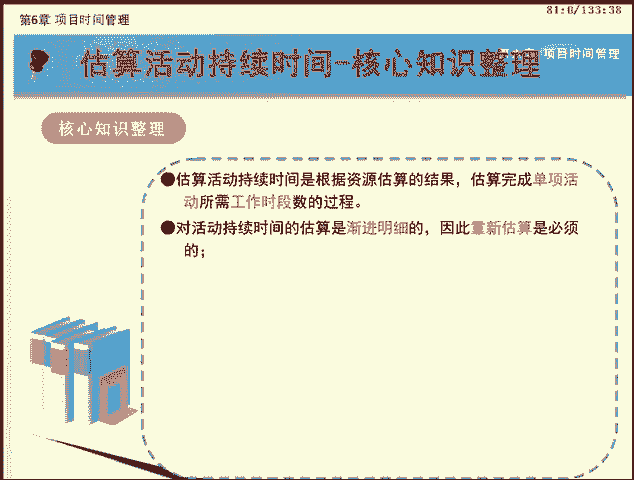 81:0/133:38
第6章 项目时间管理
项目时间管理
估算活动持续时间-核心知识整理
核心知识整理
●估算活动持续时间是根据资源估算的结果，估算完成单项活
动所需工作时段数的过程。
●对活动持续时间的估算是渐进明细的，因此重新估算是必须
的；